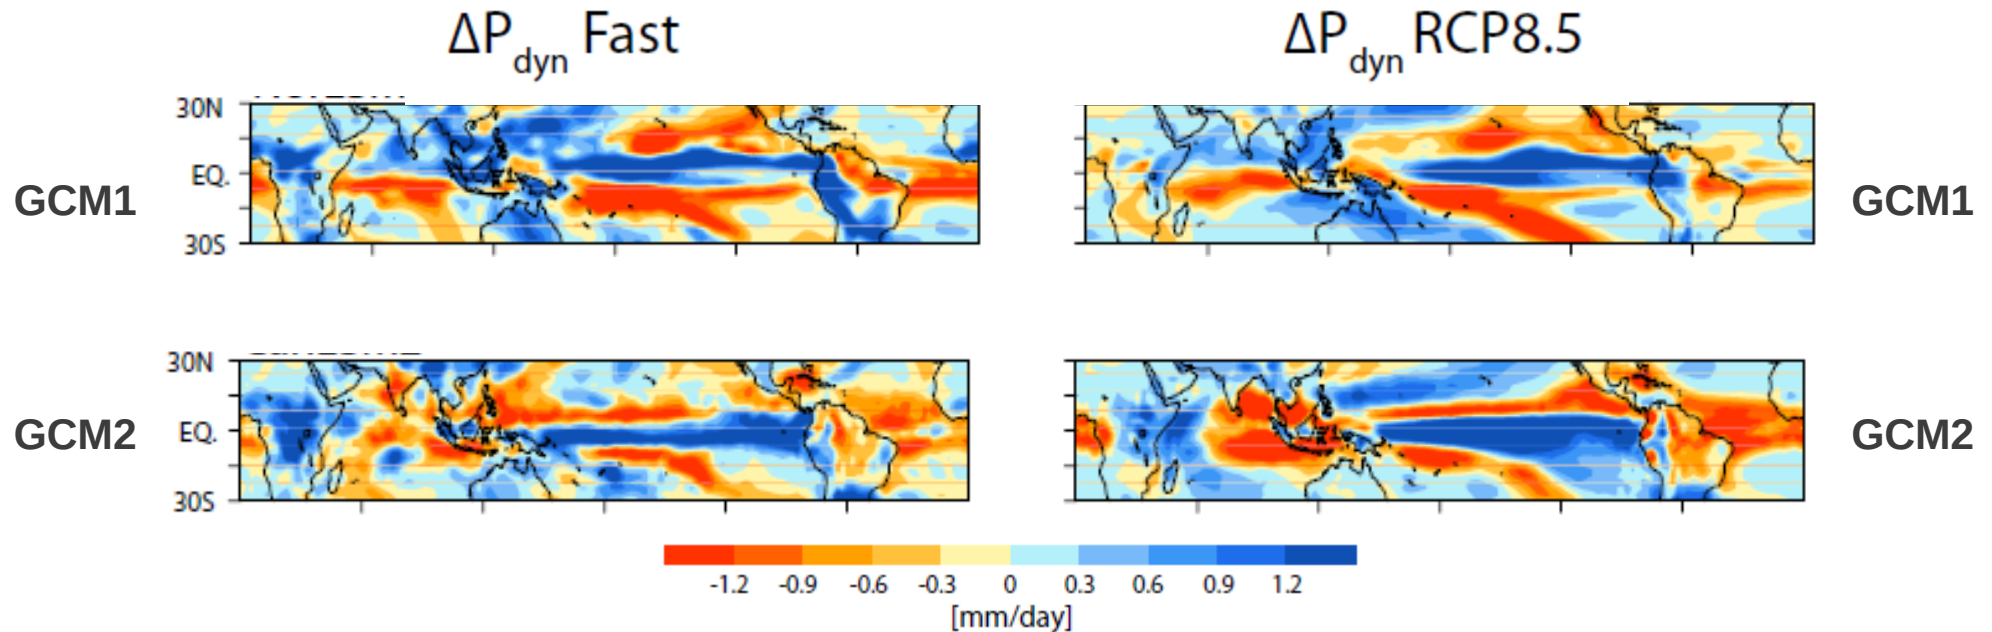 ΔPdyn Fast
ΔPdyn RCP8.5
30N
EQ.
30S
GCM1
GCM1
30N
EQ.
30S
GCM2
GCM2
-1.2 -0.9 -0.6 -0.3 0 0.3 0.6 0.9 1.2
[mm/day]